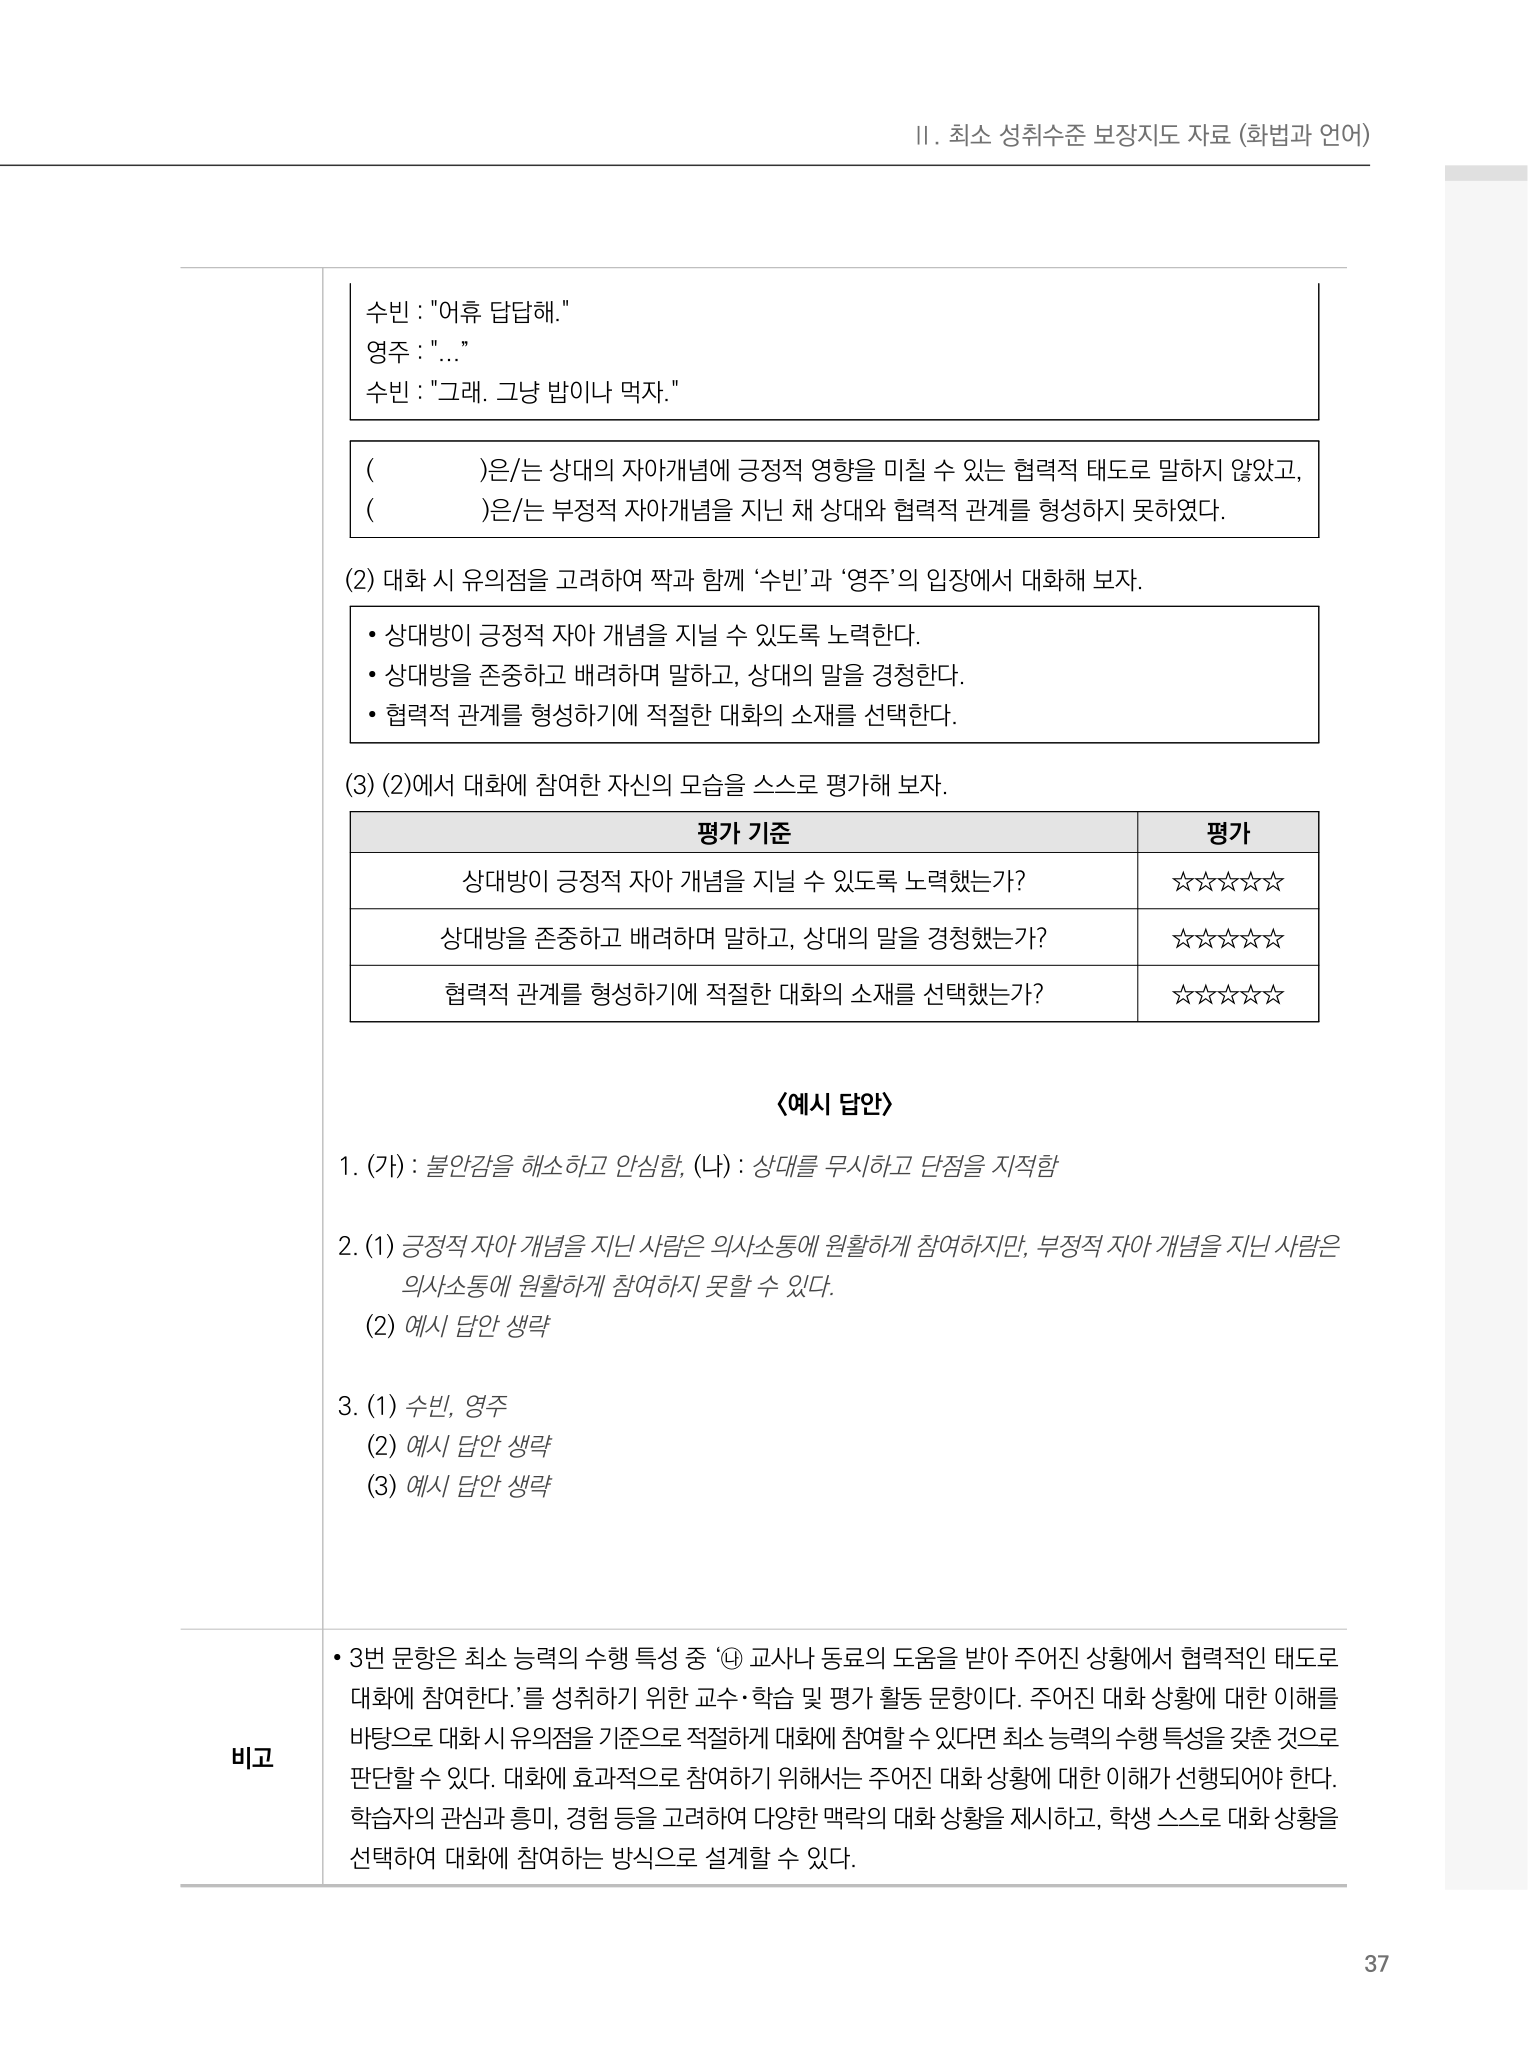 Ⅱ. 최소 성취수준 보장지도 자료 (화법과 언어)
수빈 : "어휴 답답해."
영주 : "…”
수빈 : "그래. 그냥 밥이나 먹자."
( )은/는 상대의 자아개념에 긍정적 영향을 미칠 수 있는 협력적 태도로 말하지 않았고,
( )은/는 부정적 자아개념을 지닌 채 상대와 협력적 관계를 형성하지 못하였다.
(2) 대화 시 유의점을 고려하여 짝과 함께 ‘수빈’과 ‘영주’의 입장에서 대화해 보자.
• 상대방이 긍정적 자아 개념을 지닐 수 있도록 노력한다.
• 상대방을 존중하고 배려하며 말하고, 상대의 말을 경청한다.
• 협력적 관계를 형성하기에 적절한 대화의 소재를 선택한다.
(3) (2)에서 대화에 참여한 자신의 모습을 스스로 평가해 보자.
평가 기준 평가
상대방이 긍정적 자아 개념을 지닐 수 있도록 노력했는가? ☆☆☆☆☆
상대방을 존중하고 배려하며 말하고, 상대의 말을 경청했는가? ☆☆☆☆☆
협력적 관계를 형성하기에 적절한 대화의 소재를 선택했는가? ☆☆☆☆☆
〈예시 답안〉
1. (가) : 불안감을 해소하고 안심함, (나) : 상대를 무시하고 단점을 지적함
2. (1) 긍정적 자아 개념을 지닌 사람은 의사소통에 원활하게 참여하지만, 부정적 자아 개념을 지닌 사람은
의사소통에 원활하게 참여하지 못할 수 있다.
(2) 예시 답안 생략
3. (1) 수빈, 영주
(2) 예시 답안 생략
(3) 예시 답안 생략
비고
• 3번 문항은 최소 능력의 수행 특성 중 ‘㉯ 교사나 동료의 도움을 받아 주어진 상황에서 협력적인 태도로
대화에 참여한다.’를 성취하기 위한 교수·학습 및 평가 활동 문항이다. 주어진 대화 상황에 대한 이해를
바탕으로 대화 시 유의점을 기준으로 적절하게 대화에 참여할 수 있다면 최소 능력의 수행 특성을 갖춘 것으로
판단할 수 있다. 대화에 효과적으로 참여하기 위해서는 주어진 대화 상황에 대한 이해가 선행되어야 한다.
학습자의 관심과 흥미, 경험 등을 고려하여 다양한 맥락의 대화 상황을 제시하고, 학생 스스로 대화 상황을
선택하여 대화에 참여하는 방식으로 설계할 수 있다.
37